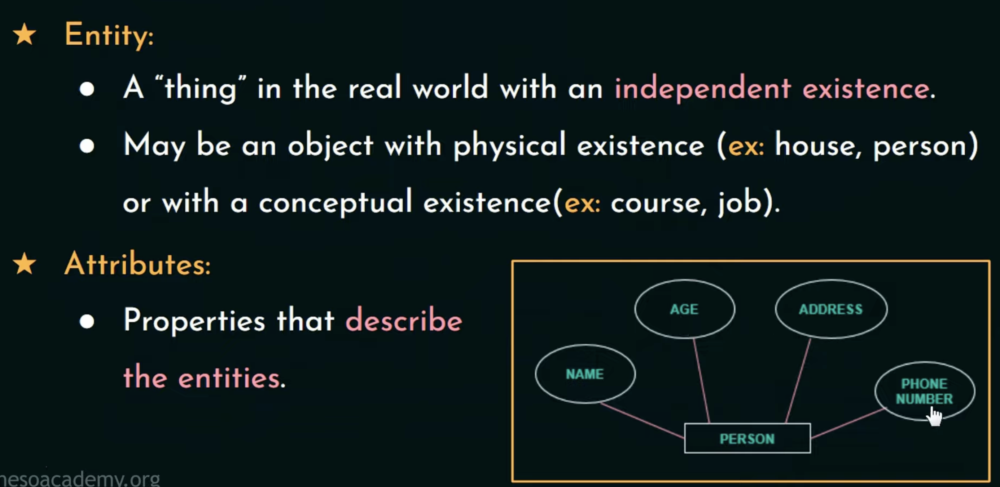 ★ Entity:
● A “thing” in the real world with an independent existence.
● May be an object with physical existence (ex: house, person)
or with a conceptual existence(ex: course, job).
★ Attributes:
● Properties that describe
the entities.
AGE
ADDRESS
NAME
PHONE
NUMBER
PERSON
nesoacademy.org